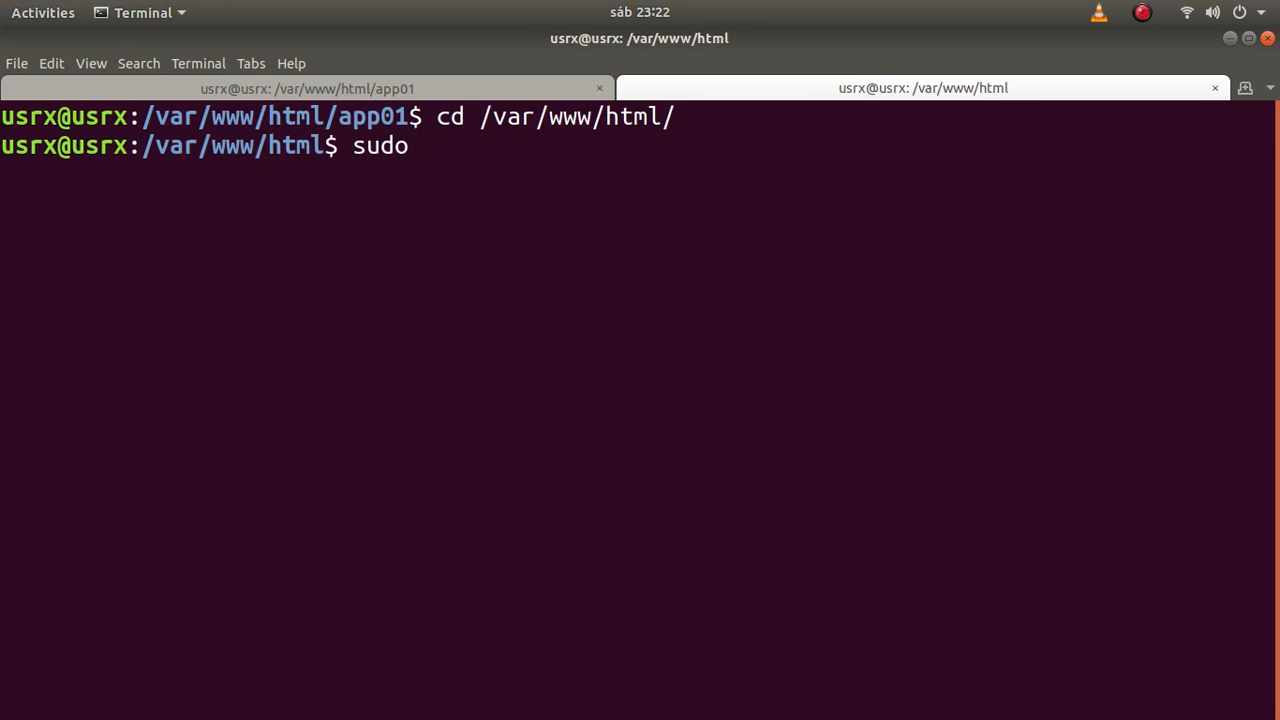 Activities Terminal sáb 23:22
usrx@usrx: /var/www/html
File Edit View Search Terminal Tabs Help
usrx@usrx: /var/www/html/app01 × usrx@usrx: /var/www/html ×
usrx@usrx:/var/www/html/app01$ cd /var/www/html/
usrx@usrx:/var/www/html$ sudo